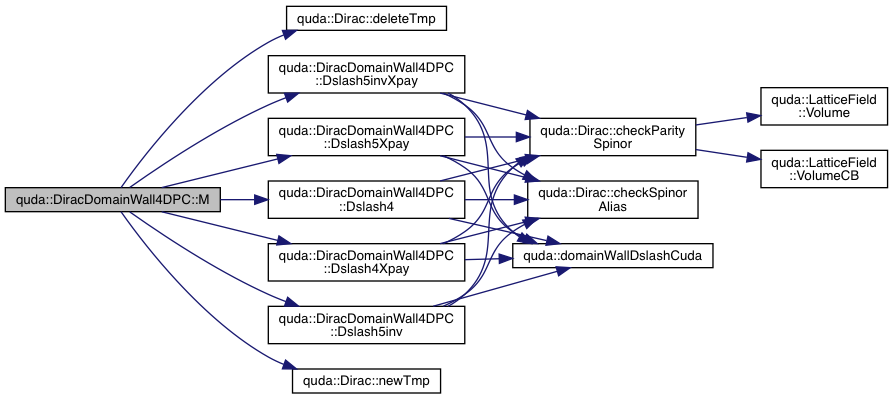 quda::DiracDomainWall4DPC::M
quda::Dirac::deleteTmp
quda::DiracDomainWall4DPC
::Dslash5invXpay
quda::DiracDomainWall4DPC
::Dslash5Xpay
quda::DiracDomainWall4DPC
::Dslash4
quda::DiracDomainWall4DPC
::Dslash4Xpay
quda::DiracDomainWall4DPC
::Dslash5inv
quda::Dirac::newTmp
quda::Dirac::checkParity
Spinor
quda::Dirac::checkSpinor
Alias
quda::domainWallDslashCuda
quda::LatticeField
::Volume
quda::LatticeField
::VolumeCB